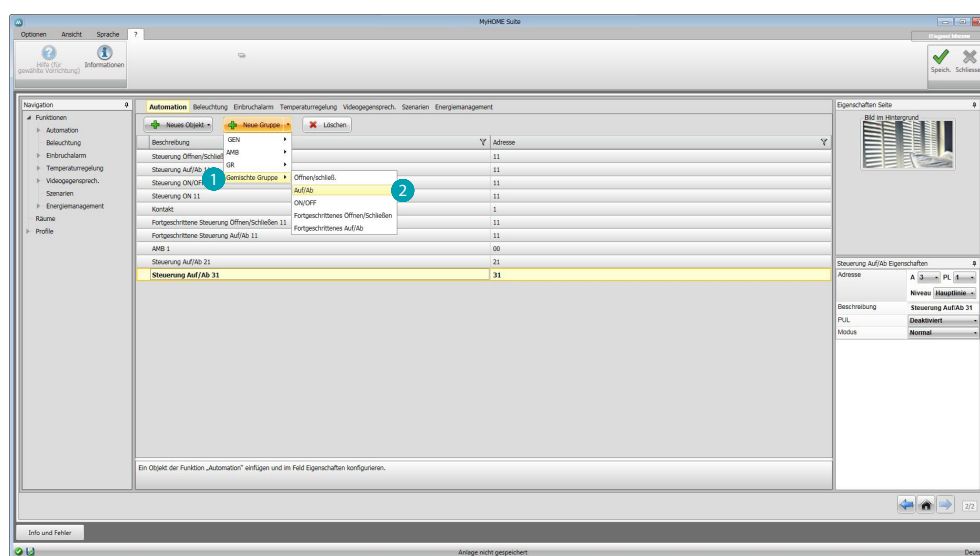 MyHOME Suite
Optionen Ansicht Sprache ?
Hilfe (für gewählte Vorrichtung)
Informationen
Speich. Schliesse
Navigation
Funktionen
Automation
Beleuchtung
Einbruchalarm
Temperaturregelung
Videogegensprech.
Szenarien
Energiemanagement
Räume
Profile
Automation Beleuchtung Einbruchalarm Temperaturregelung Videogegensprech. Szenarien Energiemanagement
Neues Objekt Neue Gruppe Löschen
Beschreibung Adresse
GEN
AMB
GR
Gemischte Gruppe
1
Öffnen/schließ.
Auf/Ab
ON/OFF
Fortgeschrittenes Öffnen/Schließen
Fortgeschrittenes Auf/Ab
2
Steuerung Öffnen/Schließ 11
Steuerung Auf/Ab 11
Steuerung ON/OF 11
Steuerung ON 11 11
Kontakt 1
Fortgeschrittene Steuerung Öffnen/Schließen 11 11
Fortgeschrittene Steuerung Auf/Ab 11 11
AMB 1 00
Steuerung Auf/Ab 21 21
Steuerung Auf/Ab 31 31
Ein Objekt der Funktion „Automation" einfügen und im Feld Eigenschaften konfigurieren.
Eigenschaften Seite
Bild im Hintergrund
Steuerung Auf/Ab Eigenschaften
Adresse A 3 PL 1
Niveau Hauptlinie
Beschreibung Steuerung Auf/Ab 31
PUL Deaktiviert
Modus Normal
2/2
Info und Fehler
Anlage nicht gespeichert